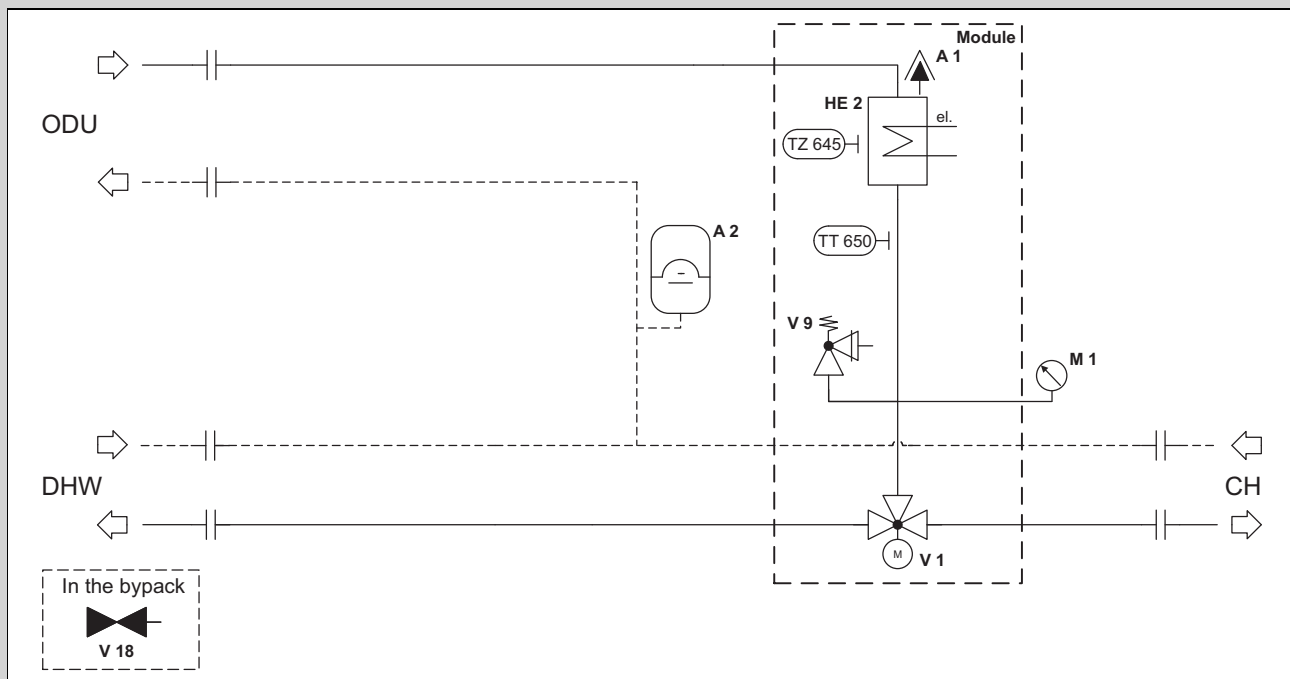 Module
A 1
HE 2
el.
ODU
TZ 645
A 2
TT 650
V 9
M 1
DHW
CH
M
V 1
In the bypack
V 18